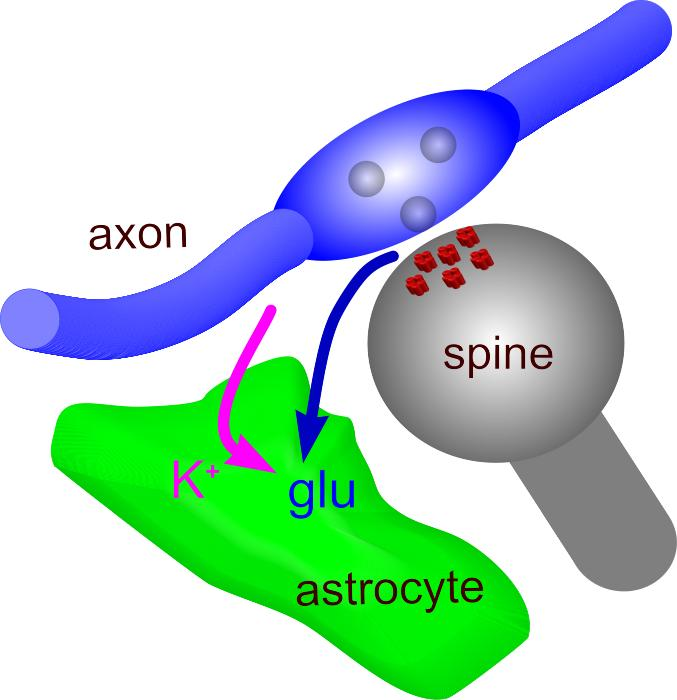 axon
spine
K⁺
glu
astrocyte